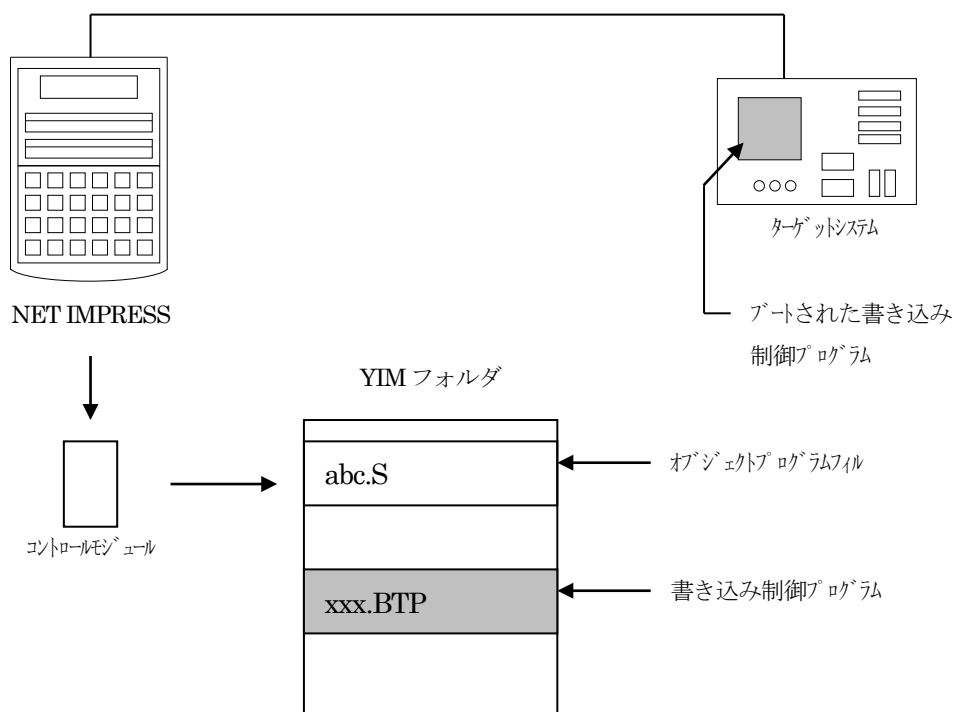 ターゲットシステム
NET IMPRESS
ブートされた書き込み
制御プログラム
YIM フォルダ
abc.S
オブジェクトプログラムフィル
コントロールモジュール
xxx.BTP
書き込み制御プログラム